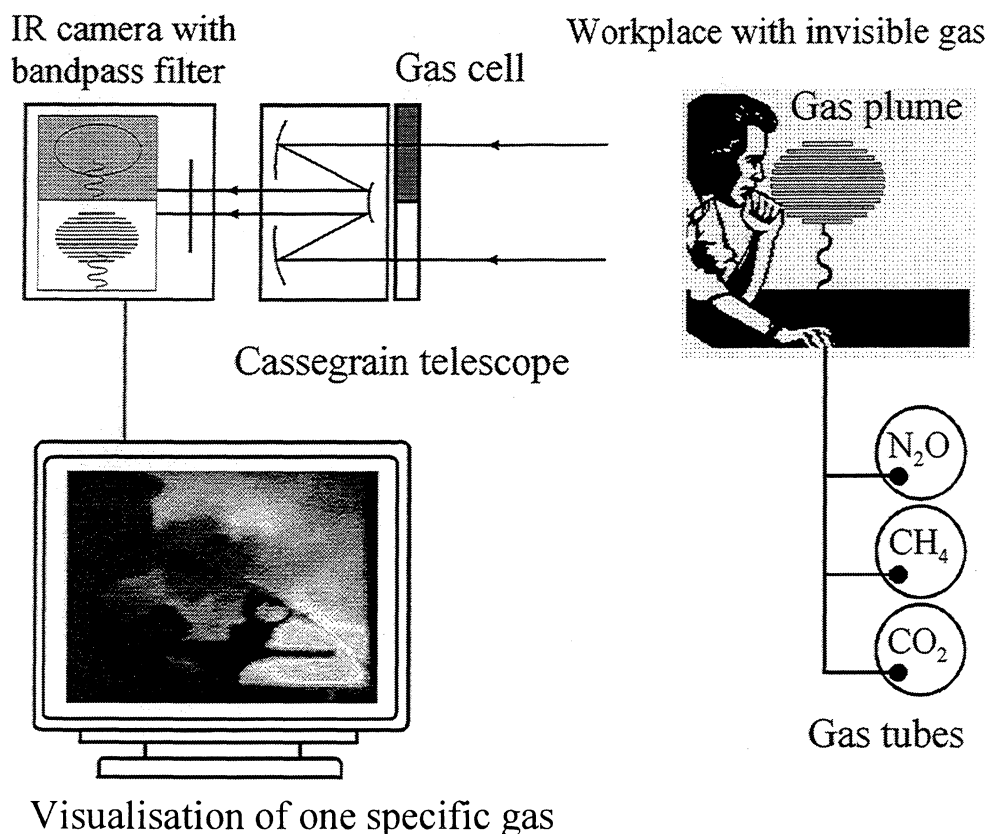 IR camera with
bandpass filter
Gas cell
Workplace with invisible gas
Gas plume
Cassegrain telescope
N₂O
CH₄
CO₂
Gas tubes
Visualisation of one specific gas